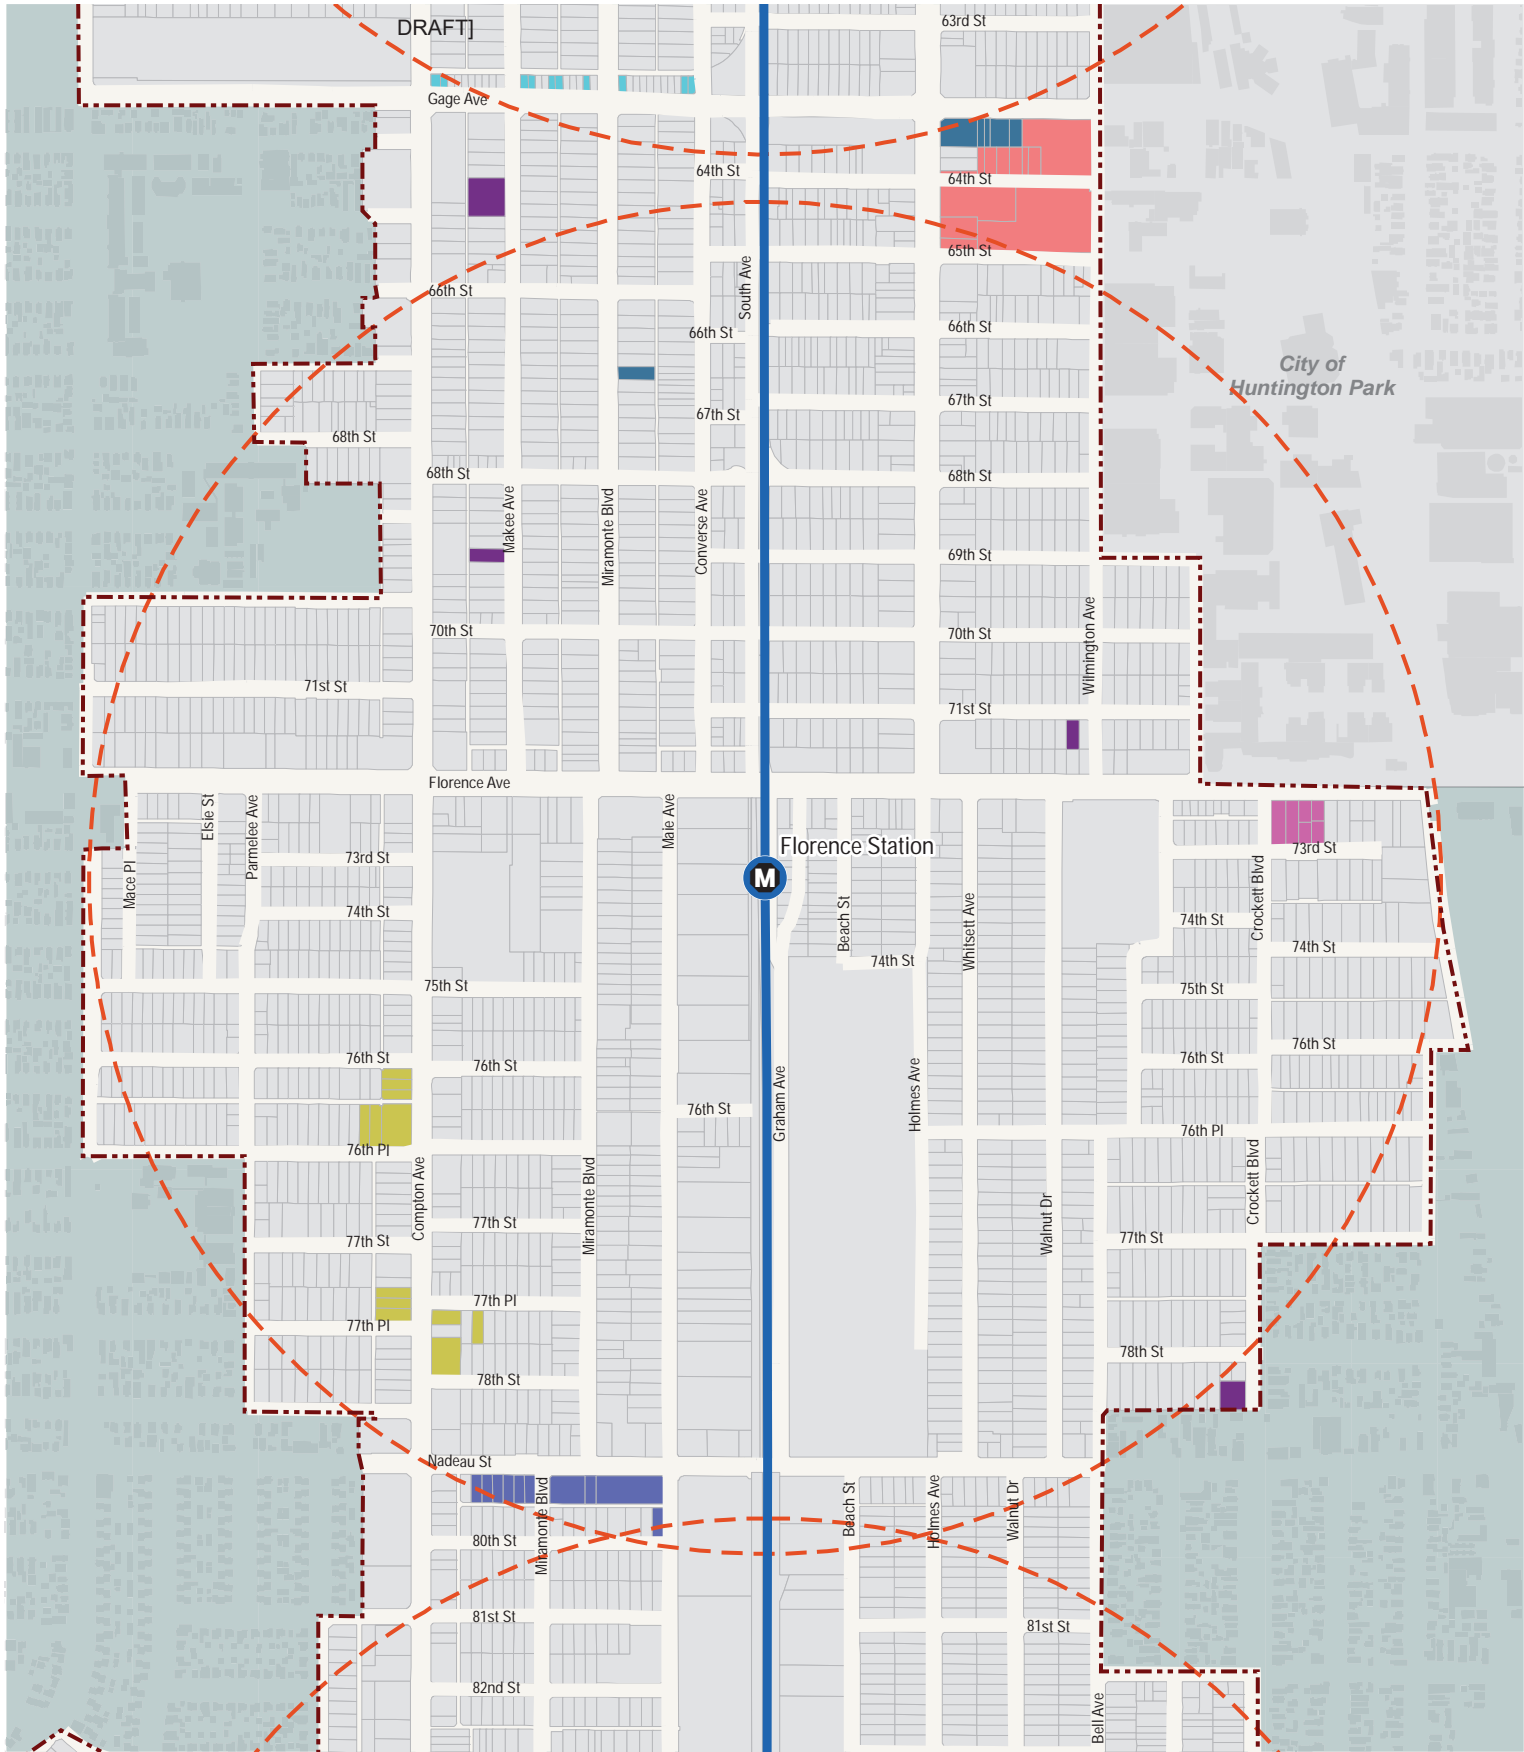 DRAFT]
63rd St
Gage Ave
64th St
64th St
65th St
66th St
South Ave
66th St
66th St
City of
Huntington Park
67th St
67th St
68th St
68th St
68th St
Makee Ave
Miramonte Blvd
Converse Ave
69th St
Wilmington Ave
70th St
70th St
71st St
71st St
Florence Ave
Elsie St
Parmelee Ave
Maie Ave
Florence Station
M
73rd St
73rd St
Mace Pl
Beach St
Whitsett Ave
Crockett Blvd
74th St
74th St
74th St
74th St
75th St
75th St
76th St
76th St
76th St
76th St
76th St
Graham Ave
Holmes Ave
76th Pl
76th Pl
Compton Ave
Miramonte Blvd
Walnut Dr
Crockett Blvd
77th St
77th St
77th St
77th Pl
77th Pl
78th St
78th St
Nadeau St
Miramonte Blvd
Beach St
Holmes Ave
Walnut Dr
80th St
81st St
81st St
82nd St
Bell Ave